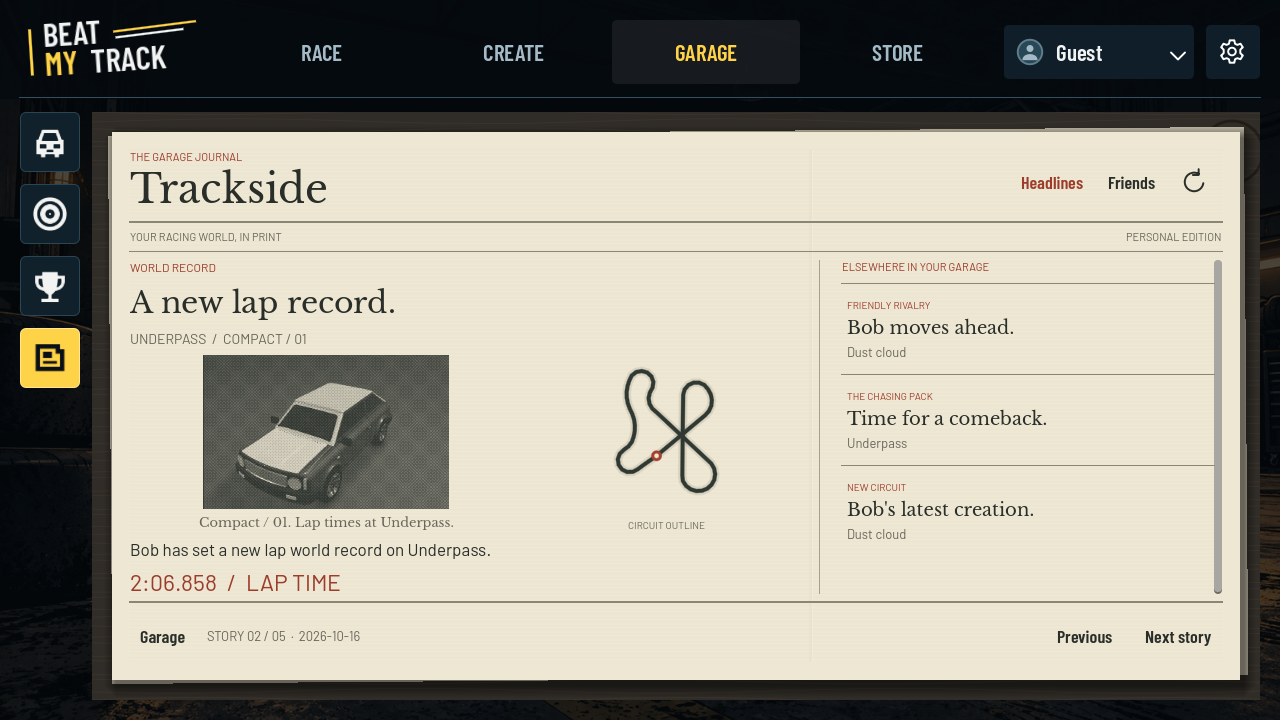 BEAT
MY TRACK
RACE
CREATE
GARAGE
STORE
Guest
THE GARAGE JOURNAL
Trackside
Headlines
Friends
YOUR RACING WORLD, IN PRINT
PERSONAL EDITION
WORLD RECORD
A new lap record.
UNDERPASS / COMPACT / 01
Compact / 01. Lap times at Underpass.
CIRCUIT OUTLINE
Bob has set a new lap world record on Underpass.
2:06.858 / LAP TIME
ELSEWHERE IN YOUR GARAGE
FRIENDLY RIVALRY
Bob moves ahead.
Dust cloud
THE CHASING PACK
Time for a comeback.
Underpass
NEW CIRCUIT
Bob's latest creation.
Dust cloud
Garage
STORY 02 / 05 · 2026-10-16
Previous
Next story